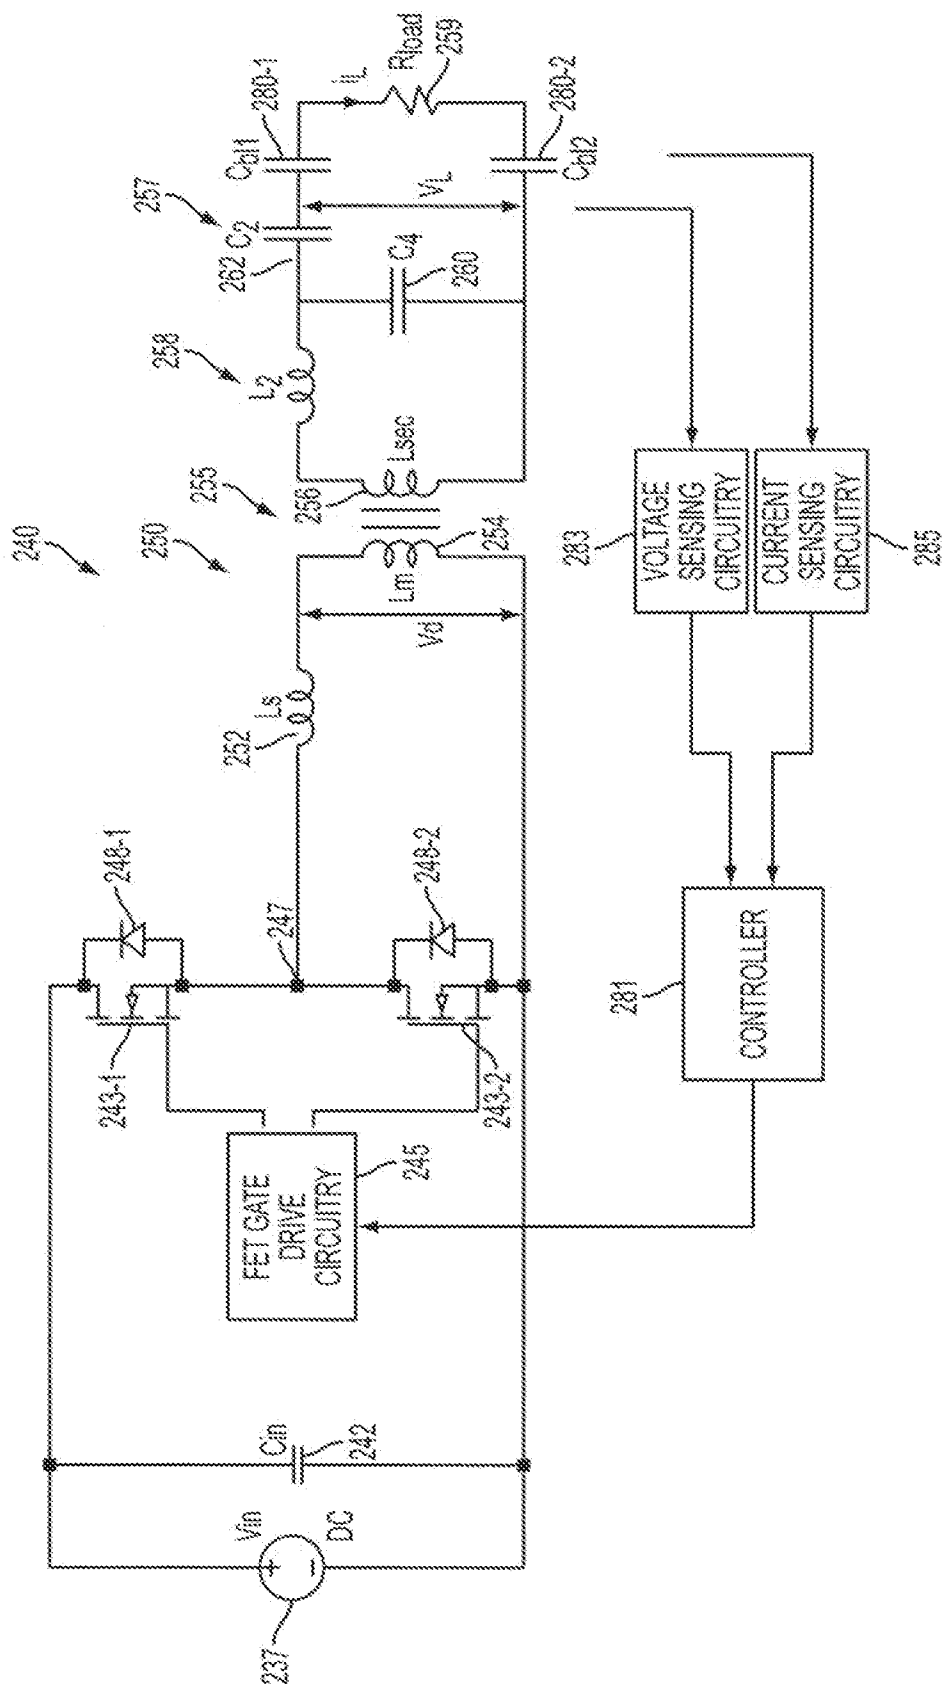 240
250
255
237
Vin
DC
Cin
242
FET GATE
DRIVE
CIRCUITRY
245
243-1
248-1
247
243-2
248-2
252
Ls
Vd
Lm
254
256
Lsec
258
L2
262
C4
260
257
C2
Cbl1
280-1
VL
iL
Rload
259
280-2
Cbl2
281
CONTROLLER
283
VOLTAGE
SENSING
CIRCUITRY
CURRENT
SENSING
CIRCUITRY
285